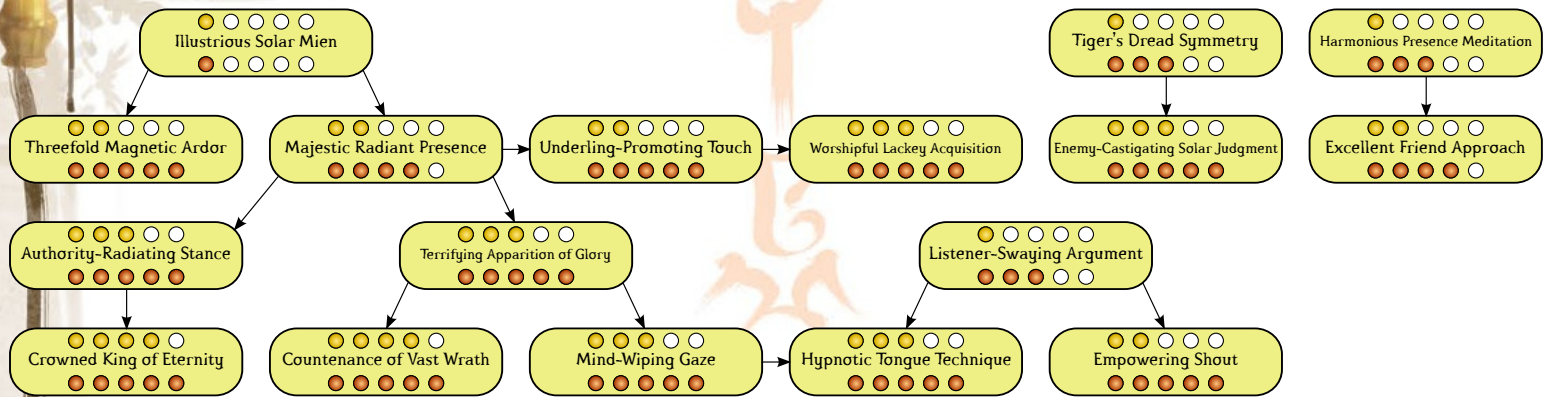 Illustrious Solar Mien
Tiger's Dread Symmetry
Harmonious Presence Meditation
Threefold Magnetic Ardor
Majestic Radiant Presence
Underling-Promoting Touch
Worshipful Lackey Acquisition
Enemy-Castigating Solar Judgment
Excellent Friend Approach
Authority-Radiating Stance
Terrifying Apparition of Glory
Listener-Swaying Argument
Crowned King of Eternity
Countenance of Vast Wrath
Mind-Wiping Gaze
Hypnotic Tongue Technique
Empowering Shout